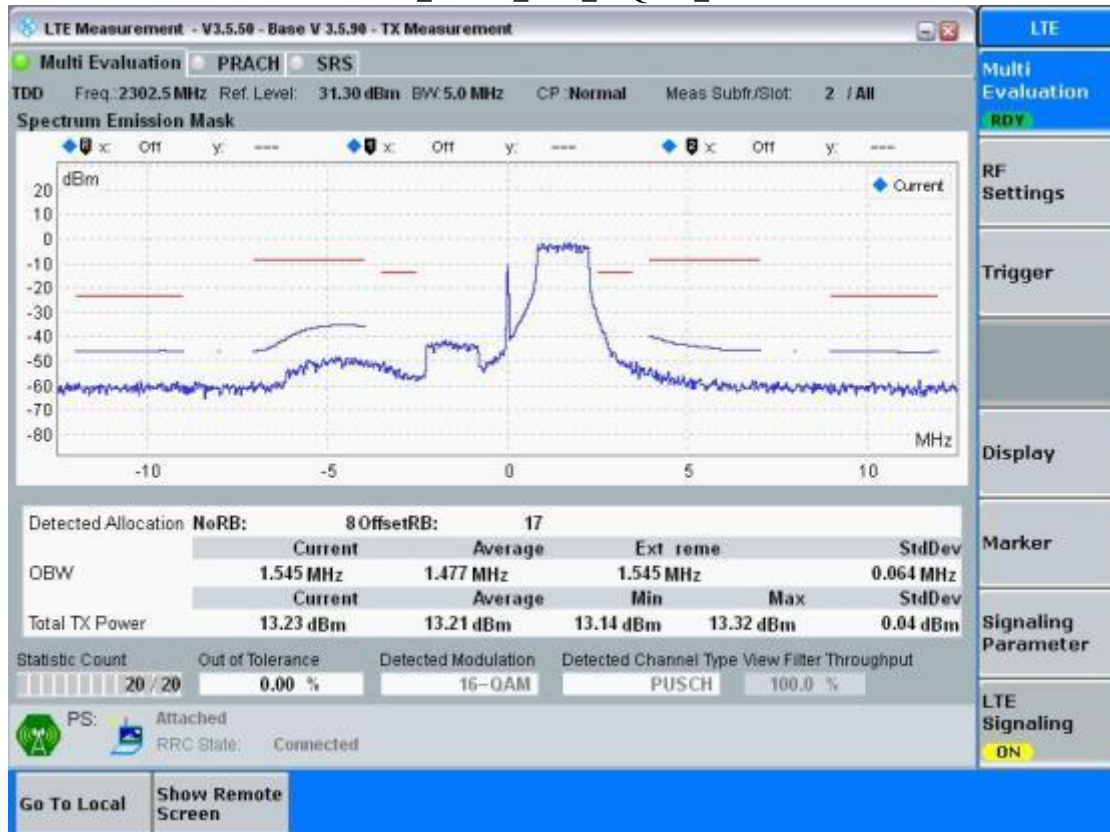 LTE Measurement - V3.5.50 - Base V 3.5.90 - TX Measurement
LTE
Multi Evaluation PRACH SRS
Multi
Evaluation
RDY
TDD Freq.:2302.5 MHz Ref. Level: 31.30 dBm BW: 5.0 MHz CP :Normal Meas Subfr/Slot: 2 / All
Spectrum Emission Mask
x: Off y: --- x: Off y: --- x: Off y: ---
dBm
Current
20
10
0
-10
-20
-30
-40
-50
-60
-70
-80
MHz
-10 -5 0 5 10
RF
Settings
Trigger
Display
Marker
Signaling
Parameter
LTE
Signaling
ON
Detected Allocation NoRB: 8 OffsetRB: 17
Current Average Ext reme StdDev
OBW 1.545 MHz 1.477 MHz 1.545 MHz 0.064 MHz
Current Average Min Max StdDev
Total TX Power 13.23 dBm 13.21 dBm 13.14 dBm 13.32 dBm 0.04 dBm
Statistic Count Out of Tolerance Detected Modulation Detected Channel Type View Filter Throughput
20 / 20 0.00 % 16-QAM PUSCH 100.0 %
PS: Attached
RRC State: Connected
Go To Local
Show Remote
Screen